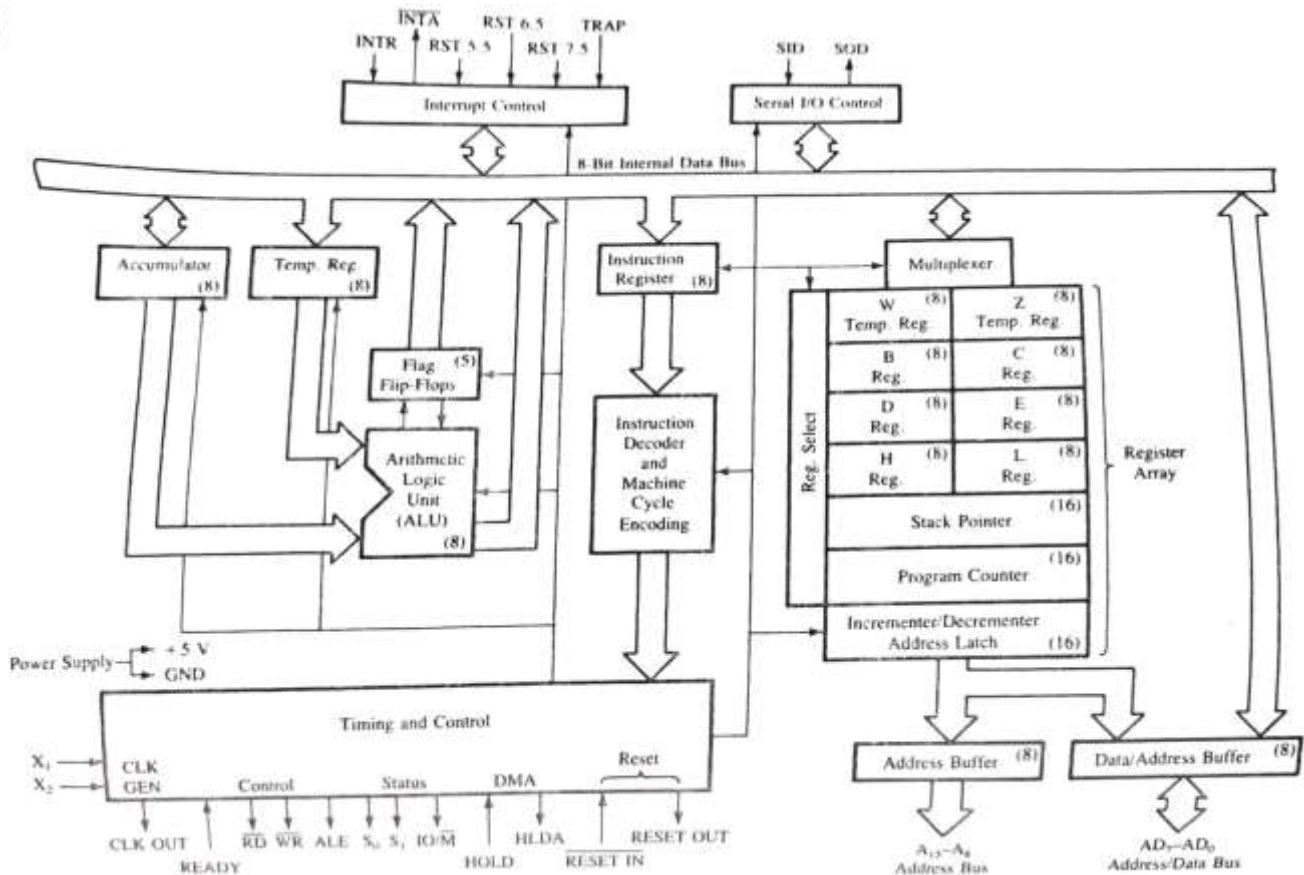 INTR
INTA
RST 5.5
RST 6.5
RST 7.5
TRAP
SID
SOD
Interrupt Control
Serial I/O Control
8-Bit Internal Data Bus
Accumulator
(8)
Temp. Reg
(8)
Instruction
Register
(8)
Multiplexer
W (8)
Temp. Reg.
Z (8)
Temp. Reg.
Flag (5)
Flip-Flops
B (8)
Reg.
C (8)
Reg.
D (8)
Reg.
E (8)
Reg.
H (8)
Reg.
L (8)
Reg.
Reg. Select
Register
Array
Arithmetic
Logic
Unit
(ALU)
(8)
Instruction
Decoder
and
Machine
Cycle
Encoding
(16)
Stack Pointer
(16)
Program Counter
Incrementer/Decrementer
Address Latch
(16)
Power Supply
+5 V
GND
Timing and Control
X₁
X₂
CLK
GEN
Control
Status
DMA
Reset
CLK OUT
READY
RD
WR
ALE
S₀
S₁
IO/M
HOLD
HLDA
RESET IN
RESET OUT
Address Buffer (8)
Data/Address Buffer (8)
A₁₅–A₈
Address Bus
AD₇–AD₀
Address/Data Bus